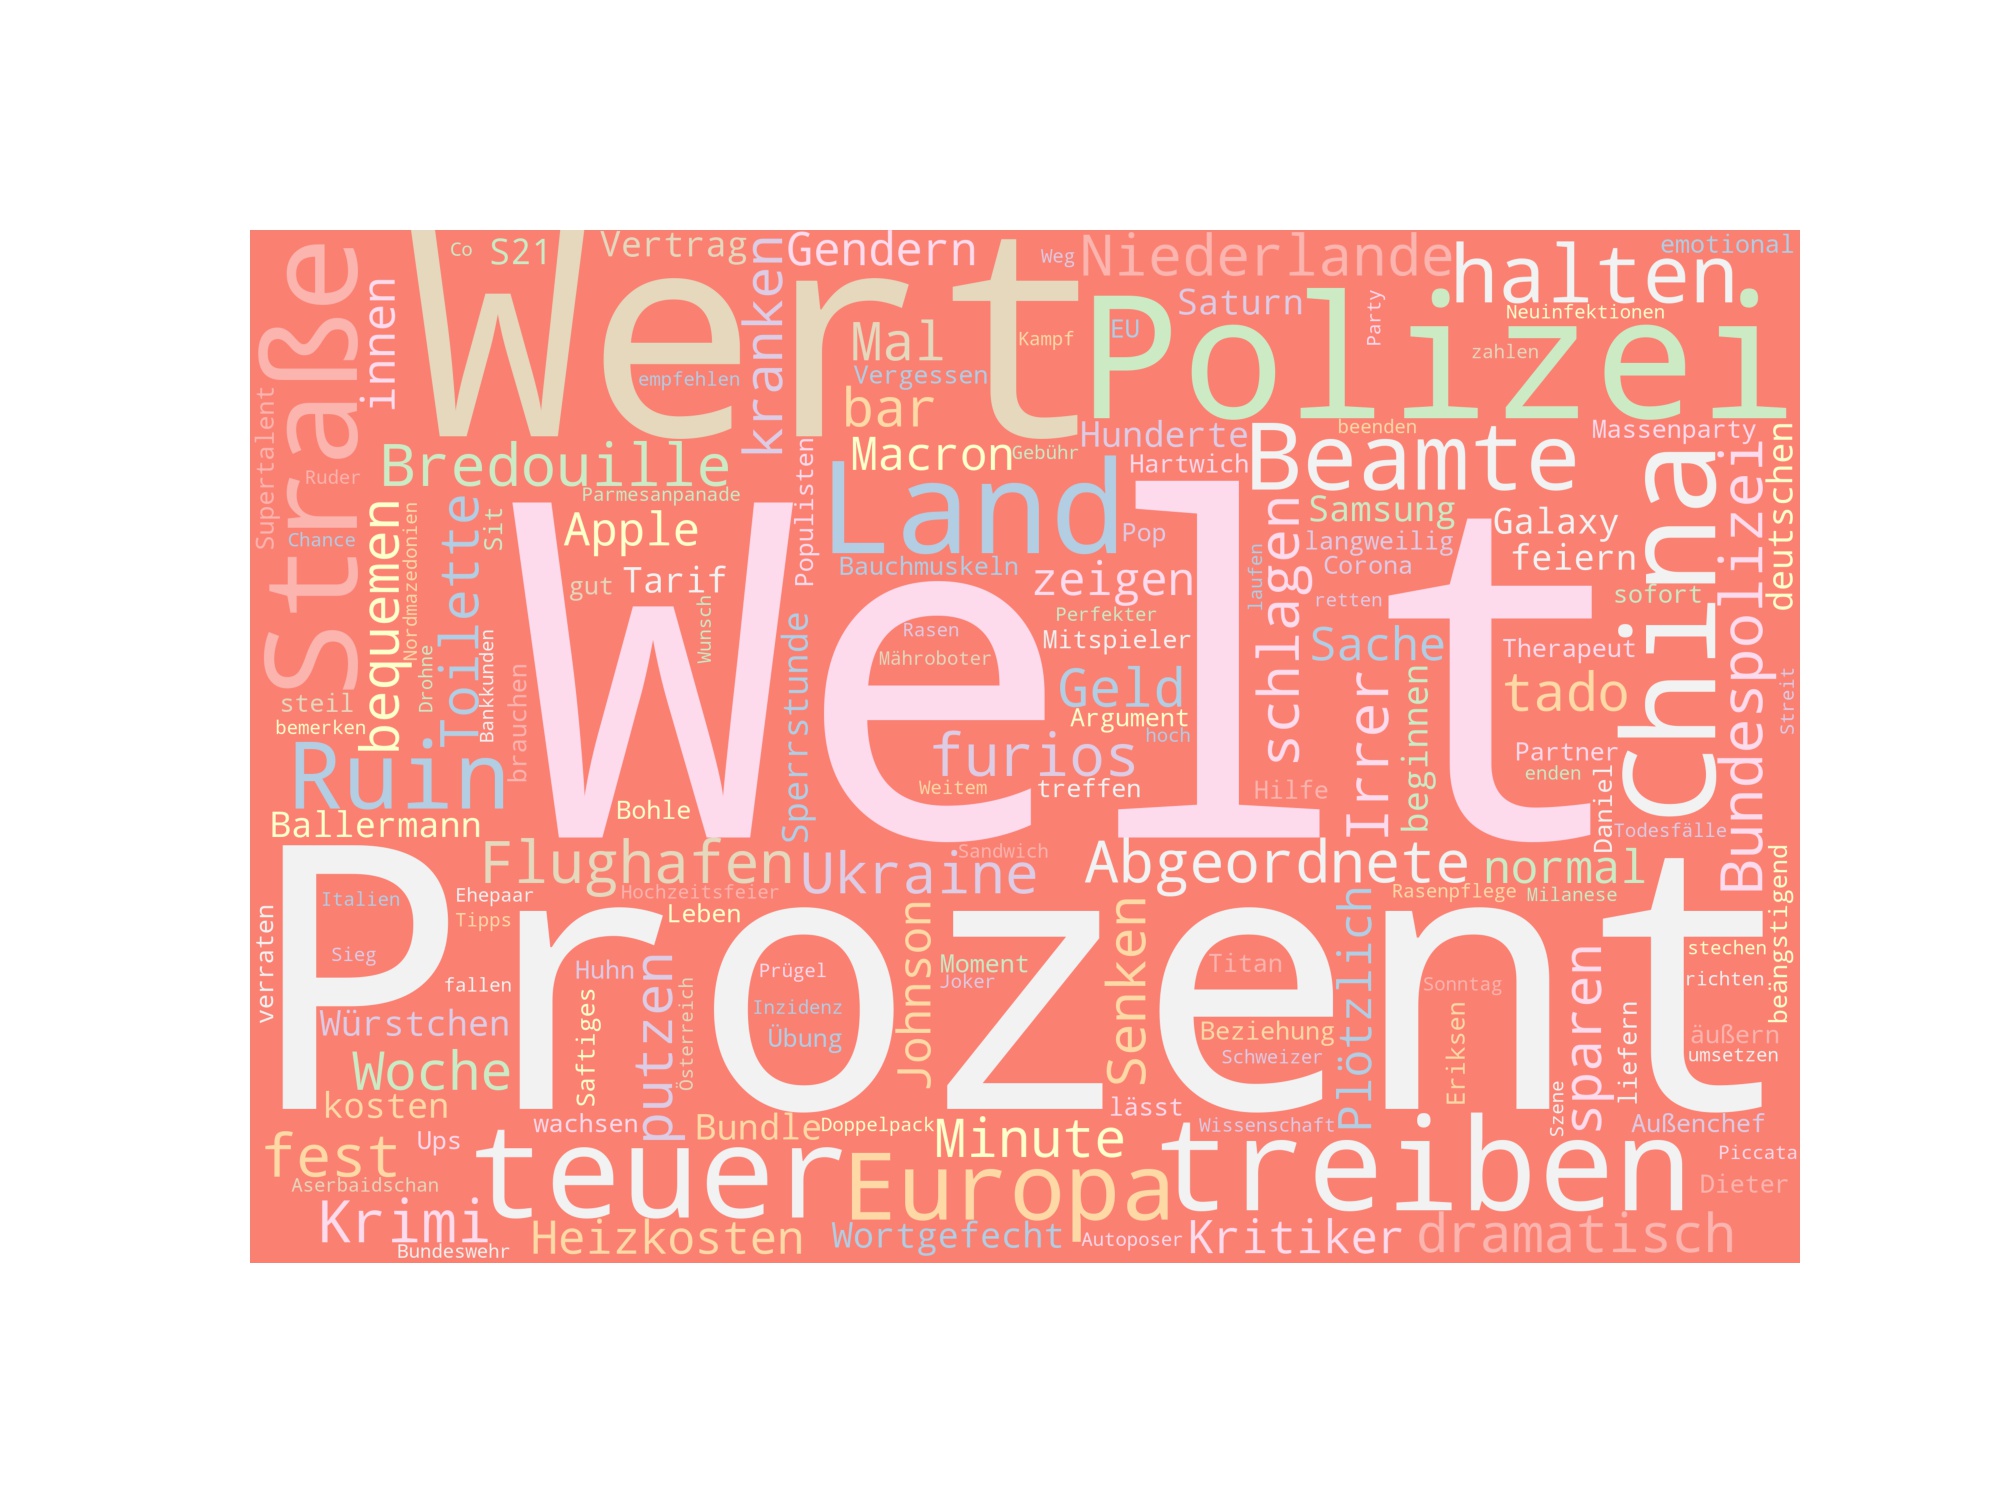 Wert
Welt
Prozent
Polizei
China
Straße
Land
Beamte
halten
treiben
teuer
Europa
Ruin
Co
S21
Vertrag
Gendern
Weg
Niederlande
emotional
innen
kranken
Saturn
Party
Neuinfektionen
Mal
Kampf
EU
zahlen
empfehlen
Vergessen
bar
Supertalent
Bredouille
Macron
Gebühr
Hunderte
beenden
Massenparty
Hartwich
Ruder
Parmesanpanade
Populisten
Samsung
Galaxy
deutschen
Bundespolizei
Chance
Nordmazedonien
bequemen
Toilette
Sit
Apple
Pop
langweilig
feiern
gut
Tarif
Bauchmuskeln
zeigen
laufen
schlagen
Corona
retten
sofort
Wunsch
Perfekter
Rasen
Mitspieler
Sache
Therapeut
Mähroboter
steil
Drohne
Bankkunden
brauchen
Sperrstunde
Geld
tado
Streit
bemerken
Argument
hoch
furios
Irrer
beginnen
Partner
enden
Daniel
Weitem
treffen
Hilfe
Ballermann
Bohle
Todesfälle
Flughafen
Sandwich
Ukraine
Abgeordnete
normal
Italien
Ehepaar
Hochzeitsfeier
Rasenpflege
Milanese
Tipps
Leben
verraten
Sieg
fallen
Huhn
Prügel
Johnson
Moment
Joker
Senken
Titan
Plötzlich
Sonntag
stechen
richten
beängstigend
Würstchen
Saftiges
putzen
Österreich
Inzidenz
Übung
Beziehung
Schweizer
Eriksen
sparen
liefern
äußern
umsetzen
Woche
kosten
wachsen
Bundle
Doppelpack
lässt
Wissenschaft
Szene
Außenchef
fest
Ups
Minute
Piccata
Aserbaidschan
Dieter
Krimi
Bundeswehr
Heizkosten
Wortgefecht
Autoposer
Kritiker
dramatisch